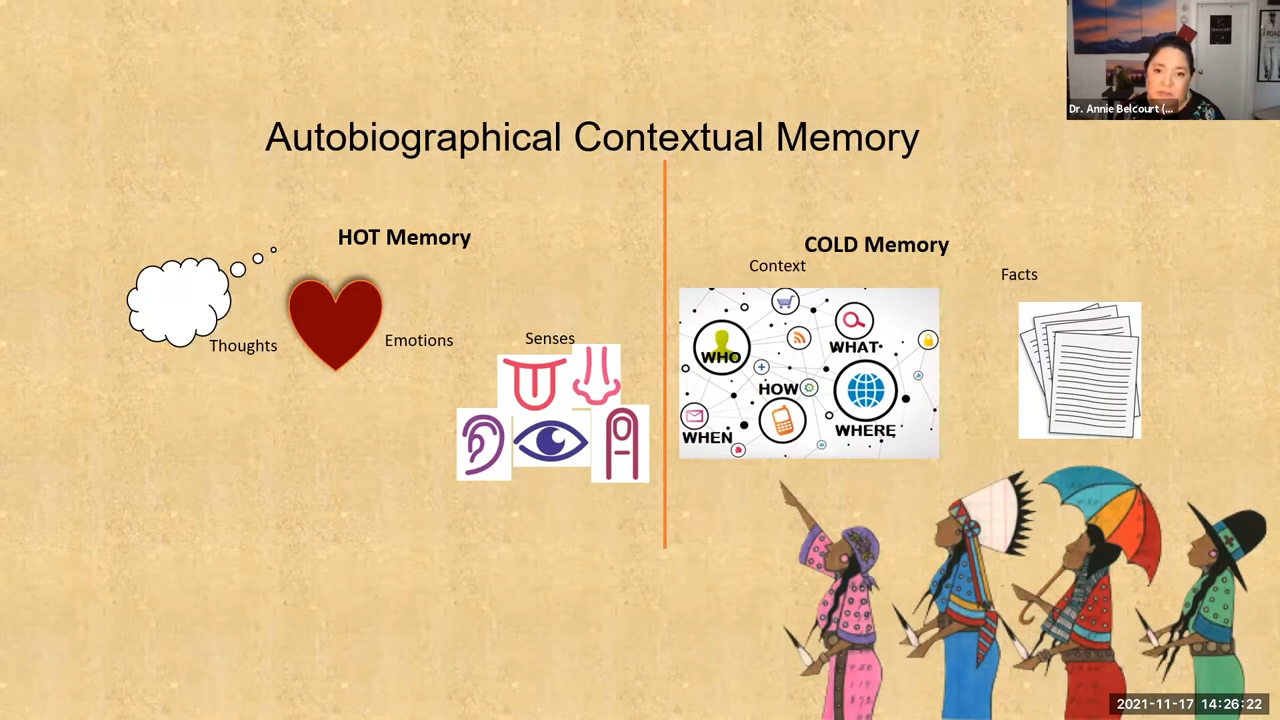 Dr. Annie Belcourt (...
Autobiographical Contextual Memory
HOT Memory
Thoughts
Emotions
Senses
COLD Memory
Context
Facts
WHO
WHAT
HOW
WHEN
WHERE
2021-11-17 14:26:22